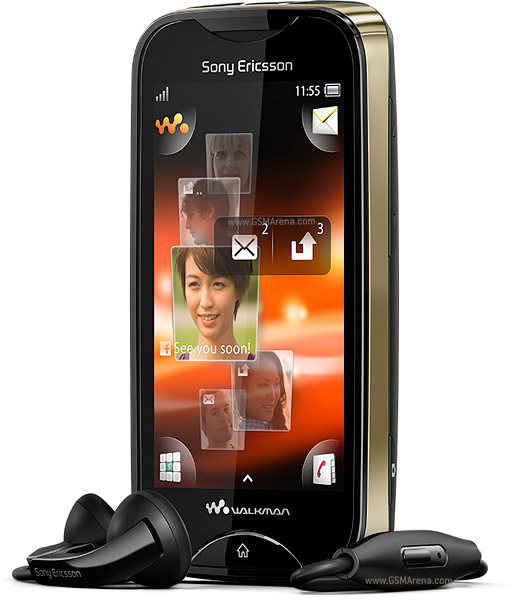 Sony Ericsson
11:55
www.GSMArena.com
2
3
See you soon!
WALKMAN
Sony Ericsson
www.GSMArena.com